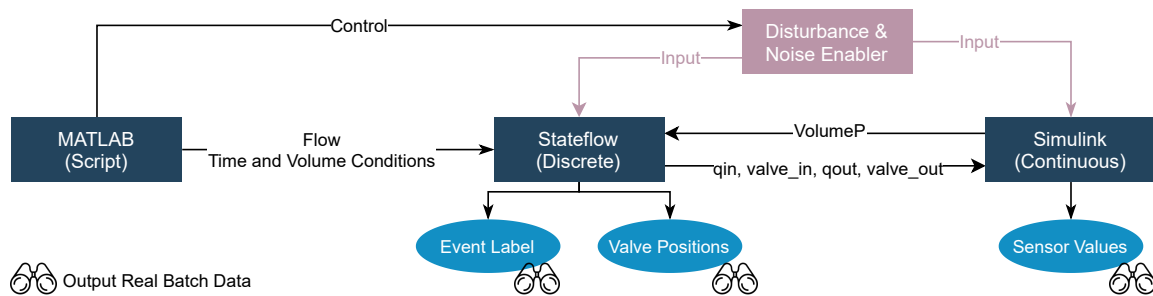 Control
Disturbance &
Noise Enabler
Input
Input
MATLAB
(Script)
Flow
Time and Volume Conditions
Stateflow
(Discrete)
VolumeP
qin, valve_in, qout, valve_out
Simulink
(Continuous)
Event Label
Valve Positions
Sensor Values
Output Real Batch Data